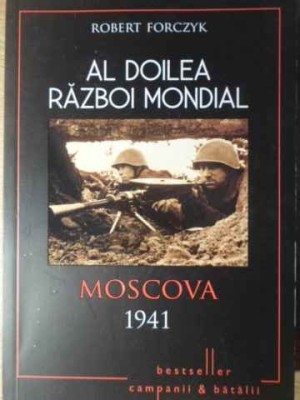 ROBERT FORCZYK
AL DOILEA
RĂZBOI MONDIAL
MOSCOVA
1941
bestseller
campanii & bătălii